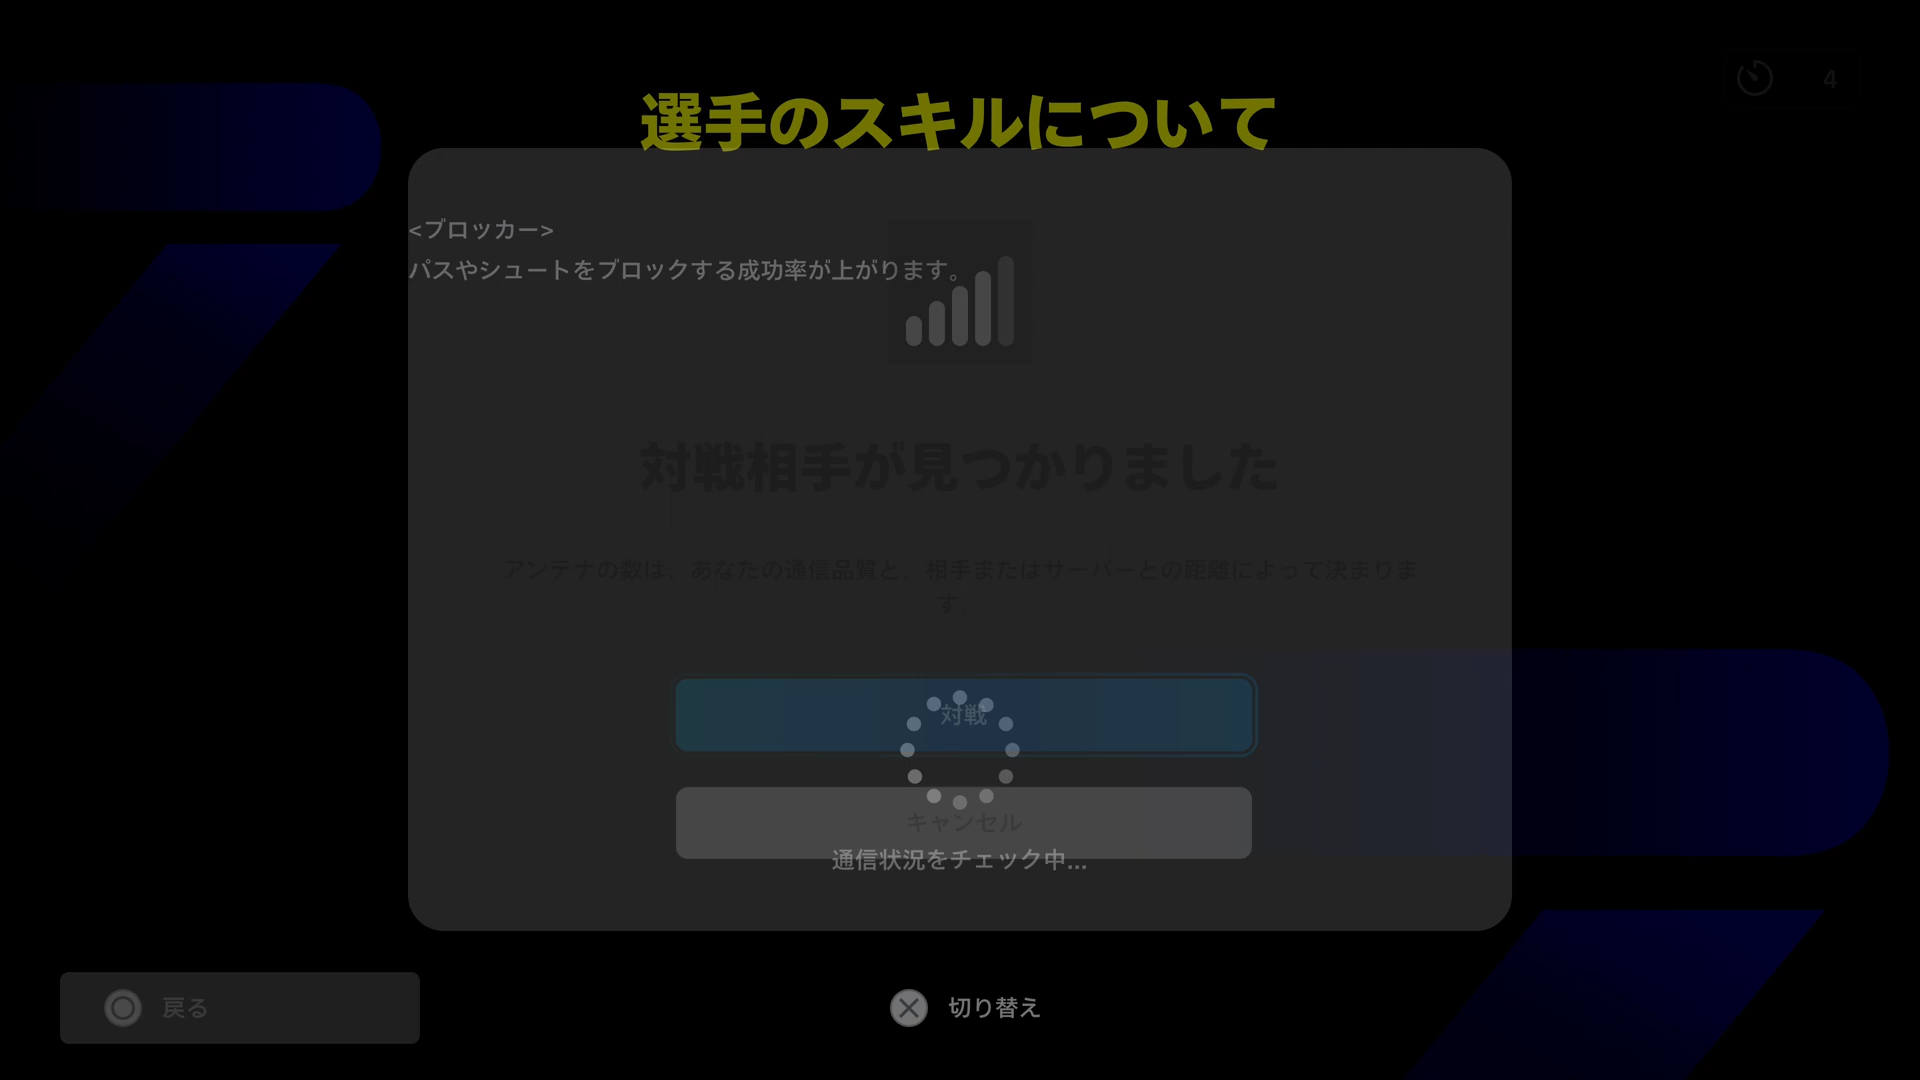 4
選手のスキルについて
<ブロッカー>
パスやシュートをブロックする成功率が上がります。
対戦相手が見つかりました
アンテナの数は、あなたの通信品質と、相手またはサーバーとの距離によって決まりま
す。
対戦
キャンセル
通信状況をチェック中...
戻る
切り替え